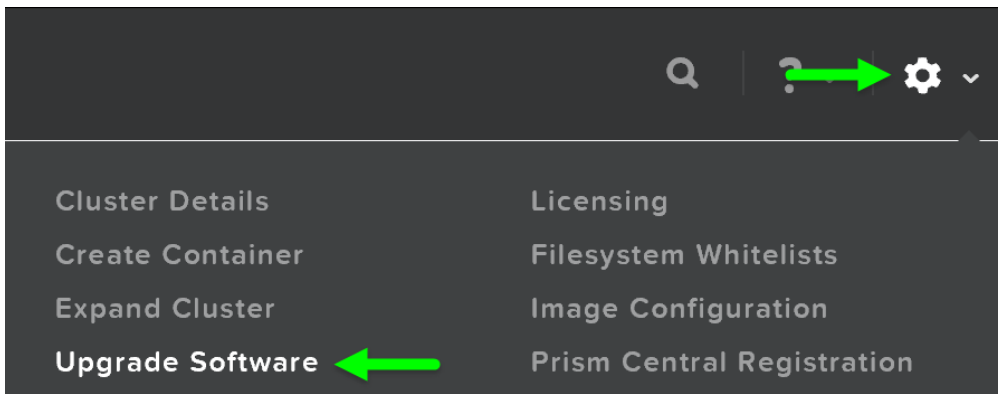 ?
Cluster Details
Licensing
Create Container
Filesystem Whitelists
Expand Cluster
Image Configuration
Upgrade Software
Prism Central Registration